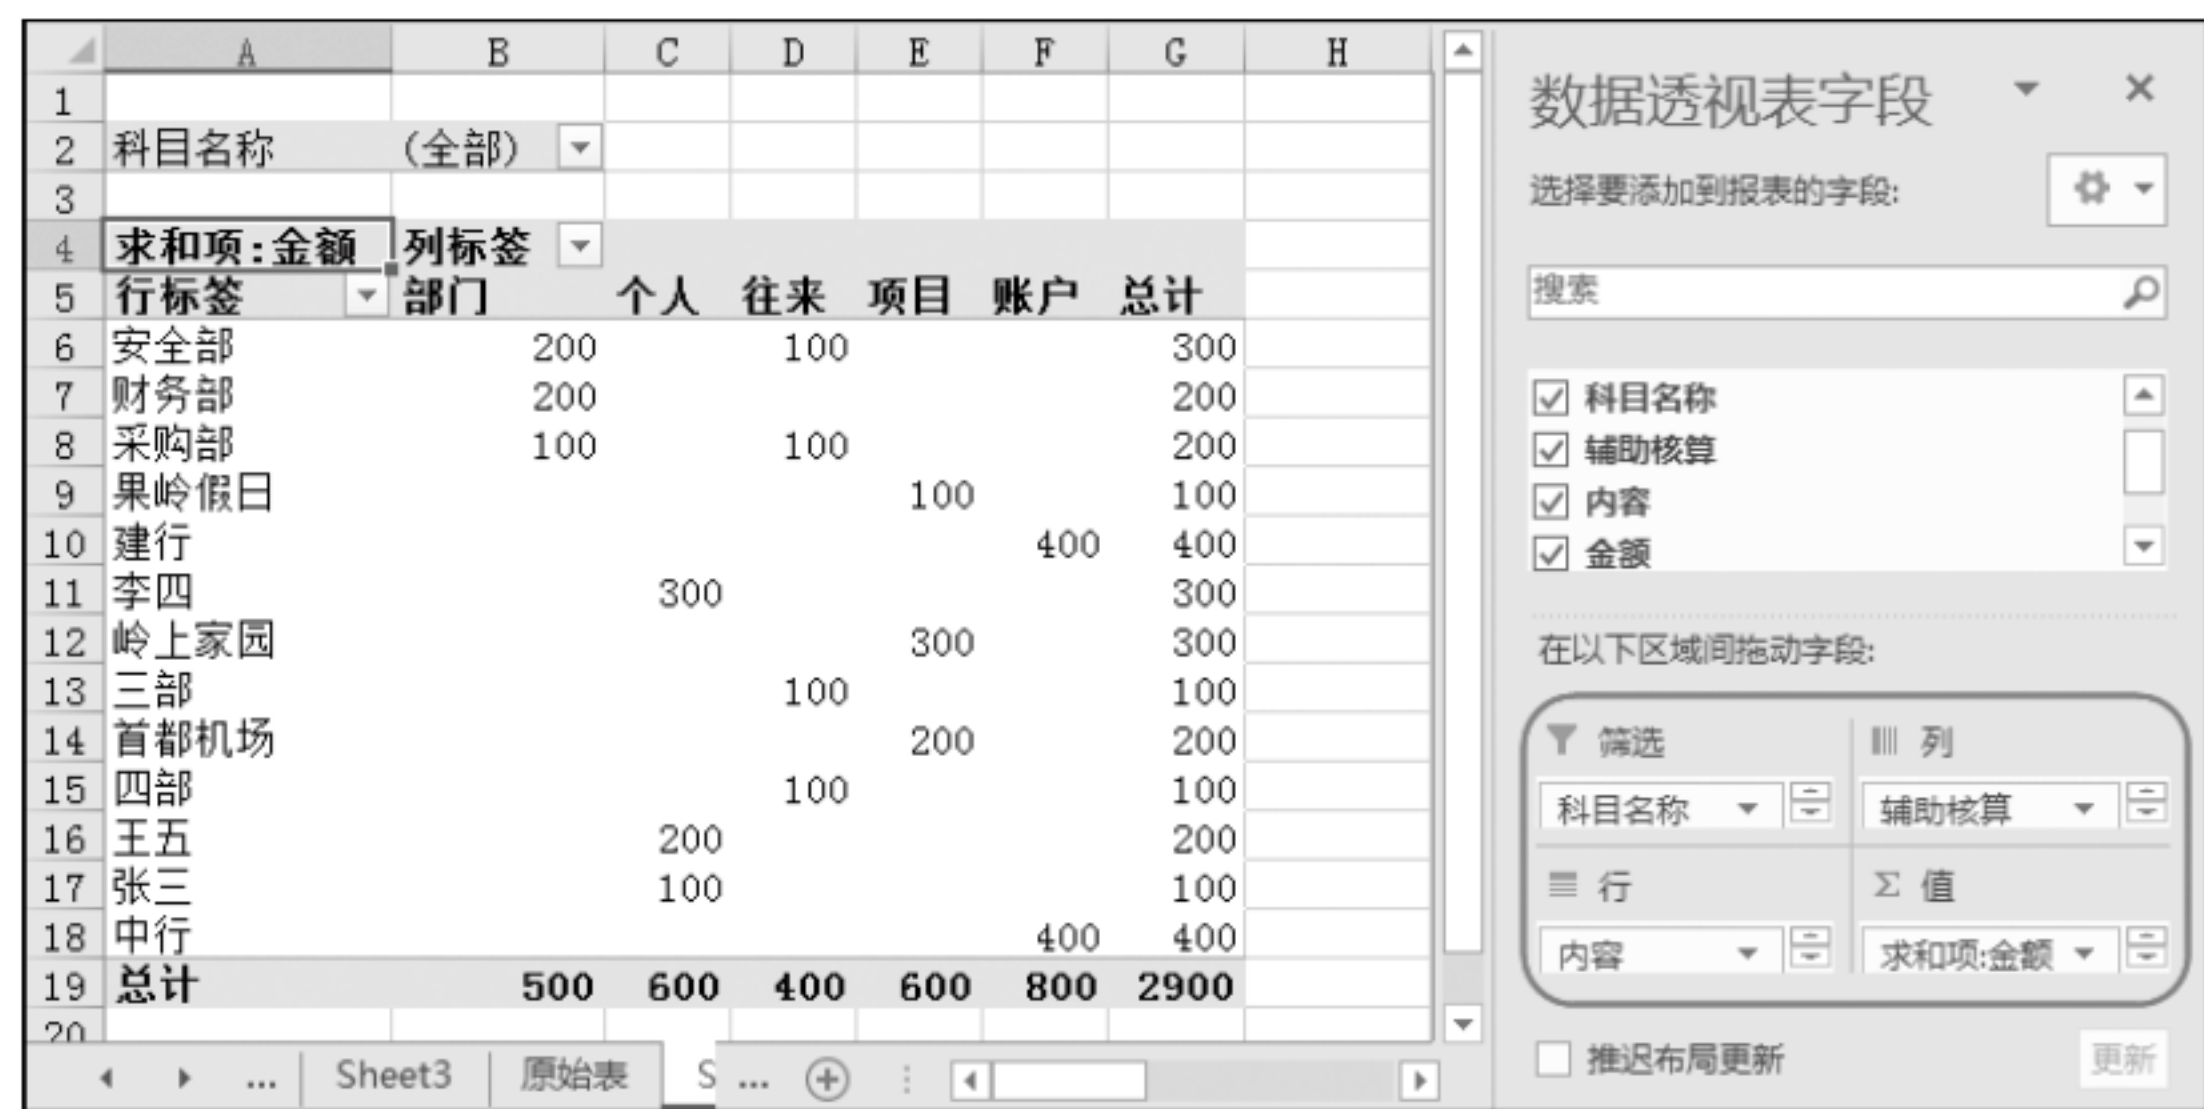 A B C D E F G H
1
2 科目名称 (全部)
3
4 求和项:金额 列标签
5 行标签 部门 个人 往来 项目 账户 总计
6 安全部 200 100 300
7 财务部 200 200
8 采购部 100 100 200
9 果岭假日 100 100
10 建行 400 400
11 李四 300 300
12 岭上家园 300 300
13 三部 100 100
14 首都机场 200 200
15 四部 100 100
16 王五 200 200
17 张三 100 100
18 中行 400 400
19 总计 500 600 400 600 800 2900
20
... Sheet3 原始表 S ...
数据透视表字段
选择要添加到报表的字段:
搜索
科目名称
辅助核算
内容
金额
在以下区域间拖动字段:
筛选 列
科目名称 辅助核算
行 Σ 值
内容 求和项:金额
推迟布局更新 更新